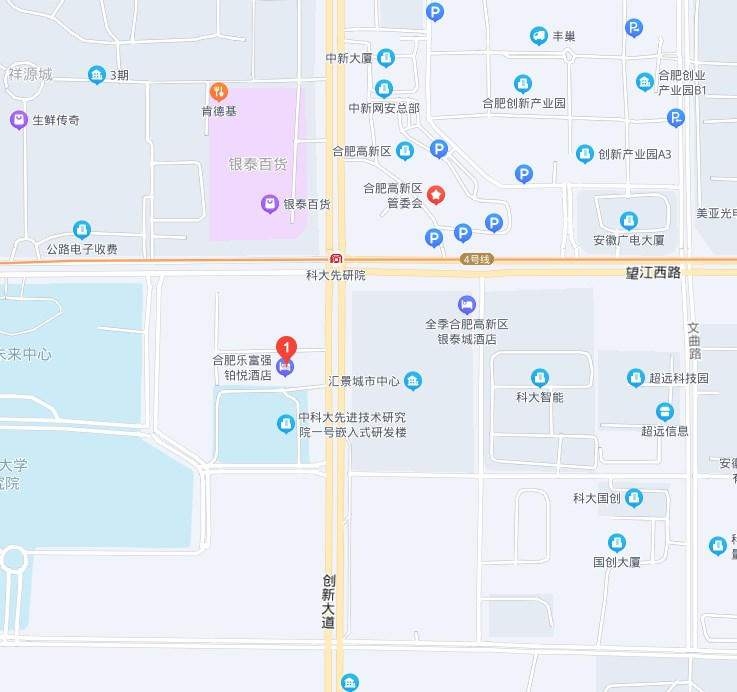 丰巢
中新大厦
祥源城
3期
中新网安总部
合肥创新产业园
合肥创业
产业园B1
肯德基
生鲜传奇
P
P
P
P
P
P
P
P
合肥高新区
创新产业园A3
银泰百货
合肥高新区
管委会
银泰百货
美亚光电
公路电子收费
安徽广电大厦
4号线
科大先研院
望江西路
全季合肥高新区
银泰城酒店
文曲路
1
未来中心
合肥乐富强
铂悦酒店
汇景城市中心
科大智能
超远科技园
中科大先进技术研究
院一号嵌入式研发楼
超远信息
大学
究院
安徽
科大国创
国创大厦
创新大道